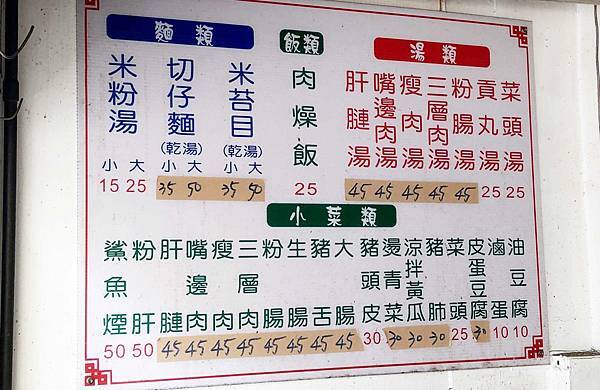 麵類
米粉湯
小 大
15 25
切仔麵
(乾湯)
小 大
35 50
米苔目
(乾湯)
小 大
35 50
飯類
肉燥飯
25
湯類
肝腱湯
45
嘴邊肉湯
45
瘦肉湯
45
三層肉湯
45
粉腸湯
45
貢丸湯
25
菜頭湯
25
小菜類
鯊魚煙
50
粉肝
50
肝腱
45
嘴邊肉
45
瘦肉
45
三層肉
45
粉腸
45
生腸
45
豬舌
45
大腸
45
豬頭皮
30
燙青菜
30
涼拌黃瓜
30
豬肺
30
菜頭
25
皮蛋豆腐
30
滷蛋
10
油豆腐
10